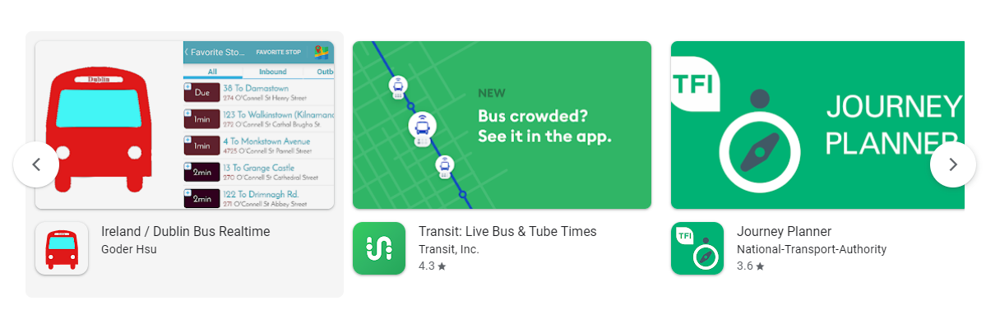 Dublin
Favorite Sto...
FAVORITE STOP
All
Inbound
Outb
Due
38 To Damastown
274 O'Connell St Henry Street
1min
123 To Walkinstown (Kilnamana
272 O'Connell St Cathal Brugha St.
1min
4 To Monkstown Avenue
4725 O'Connell St Parnell Street
2min
13 To Grange Castle
270 O'Connell St Cathedral Street
2min
122 To Drimnagh Rd.
271 O'Connell St Abbey Street
NEW
Bus crowded?
See it in the app.
TFI
JOURNEY
PLANNER
Ireland / Dublin Bus Realtime
Goder Hsu
Transit: Live Bus & Tube Times
Transit, Inc.
4.3 ★
TFI
Journey Planner
National-Transport-Authority
3.6 ★